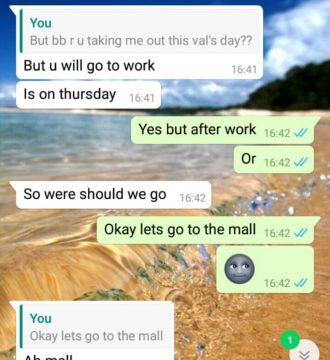 You
But bb r u taking me out this val's day??
But u will go to work
16:41
Is on thursday
16:41
Yes but after work
16:42
Or
16:42
So were should we go
16:42
Okay lets go to the mall
16:42
16:42
You
Okay lets go to the mall
Ah mall
1